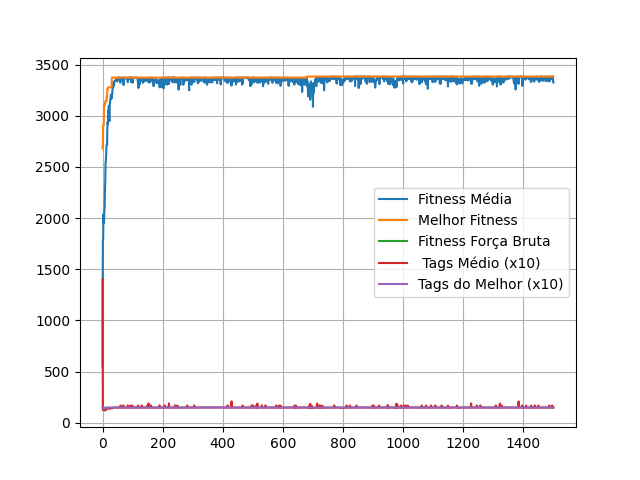 3500
3000
2500
2000
1500
1000
500
0
0 200 400 600 800 1000 1200 1400
Fitness Média
Melhor Fitness
Fitness Força Bruta
Tags Médio (x10)
Tags do Melhor (x10)